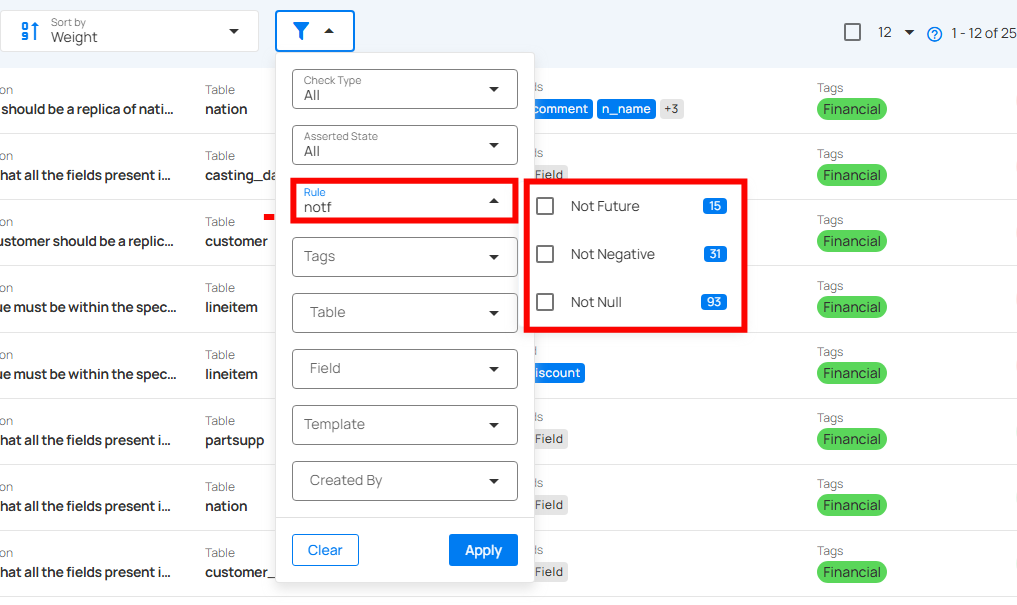 Sort by
Weight
12
1 - 12 of 25
Check Type
All
Asserted State
All
Rule
notf
Tags
Table
Field
Template
Created By
Clear
Apply
Not Future 15
Not Negative 31
Not Null 93
on
should be a replica of nati...
Table
nation
ds
comment n_name +3
Tags
Financial
on
hat all the fields present i...
Table
casting_da
ds
Field
Tags
Financial
on
ustomer should be a replic...
Table
customer
Tags
Financial
on
ue must be within the spec...
Table
lineitem
Tags
Financial
on
ue must be within the spec...
Table
lineitem
d
iscount
Tags
Financial
on
hat all the fields present i...
Table
partsupp
ds
Field
Tags
Financial
on
hat all the fields present i...
Table
nation
ds
Field
Tags
Financial
on
hat all the fields present i...
Table
customer_
ds
Field
Tags
Financial